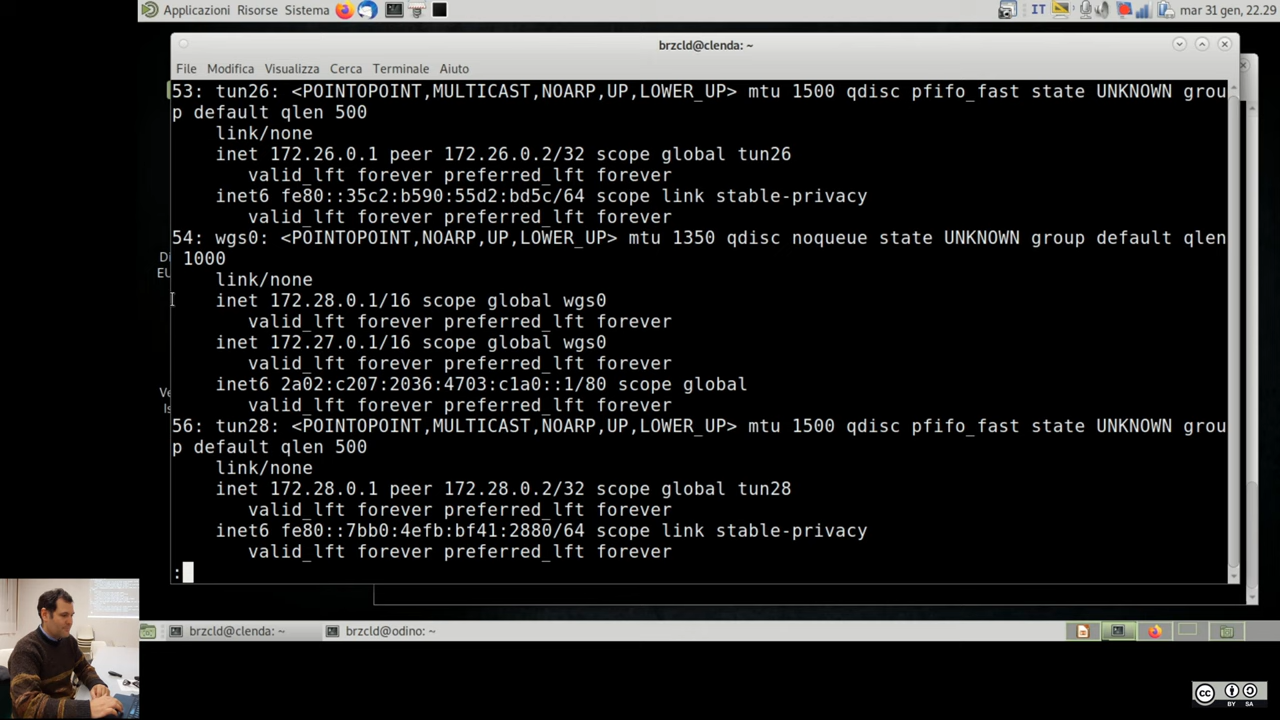 Applicazioni Risorse Sistema
IT
mar 31 gen, 22.29
brzcld@clenda: ~
File Modifica Visualizza Cerca Terminale Aiuto
53: tun26: <POINTOPOINT,MULTICAST,NOARP,UP,LOWER_UP> mtu 1500 qdisc pfifo_fast state UNKNOWN grou
p default qlen 500
link/none
inet 172.26.0.1 peer 172.26.0.2/32 scope global tun26
valid_lft forever preferred_lft forever
inet6 fe80::35c2:b590:55d2:bd5c/64 scope link stable-privacy
valid_lft forever preferred_lft forever
54: wgs0: <POINTOPOINT,NOARP,UP,LOWER_UP> mtu 1350 qdisc noqueue state UNKNOWN group default qlen
1000
link/none
inet 172.28.0.1/16 scope global wgs0
valid_lft forever preferred_lft forever
inet 172.27.0.1/16 scope global wgs0
valid_lft forever preferred_lft forever
inet6 2a02:c207:2036:4703:c1a0::1/80 scope global
valid_lft forever preferred_lft forever
56: tun28: <POINTOPOINT,MULTICAST,NOARP,UP,LOWER_UP> mtu 1500 qdisc pfifo_fast state UNKNOWN grou
p default qlen 500
link/none
inet 172.28.0.1 peer 172.28.0.2/32 scope global tun28
valid_lft forever preferred_lft forever
inet6 fe80::7bb0:4efb:bf41:2880/64 scope link stable-privacy
valid_lft forever preferred_lft forever
:
Di
EU
Ve
Is
brzcld@clenda: ~
brzcld@odino: ~
cc BY SA